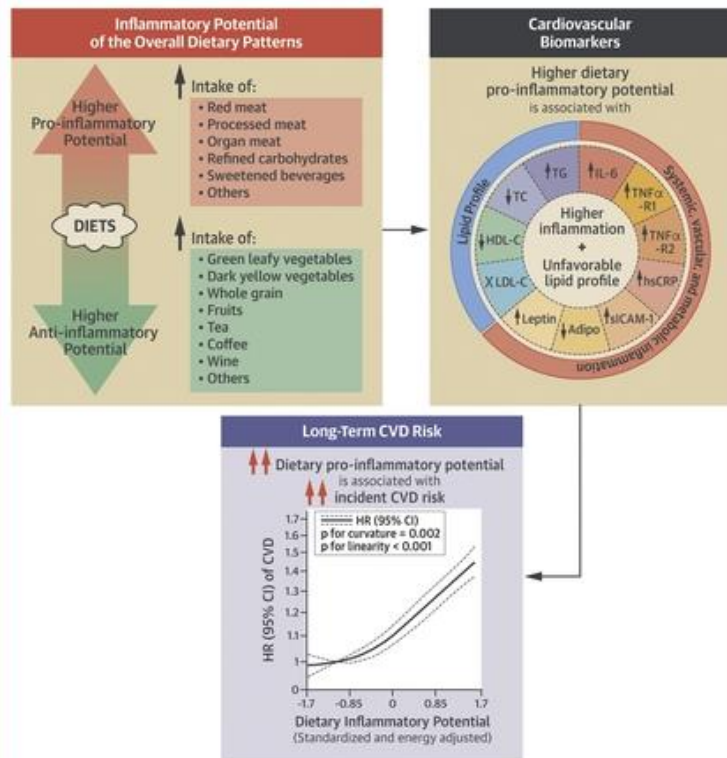 Inflammatory Potential
of the Overall Dietary Patterns
Higher
Pro-inflammatory
Potential
DIETS
Higher
Anti-inflammatory
Potential
Intake of:
• Red meat
• Processed meat
• Organ meat
• Refined carbohydrates
• Sweetened beverages
• Others
Intake of:
• Green leafy vegetables
• Dark yellow vegetables
• Whole grain
• Fruits
• Tea
• Coffee
• Wine
• Others
Cardiovascular
Biomarkers
Higher dietary
pro-inflammatory potential
is associated with
Lipid Profile
Systemic, vascular, and metabolic inflammation
↑TG
↑IL-6
↑TNFα
-R1
↑TNFα
-R2
↑hsCRP
↑sICAM-1
↓Adipo
↑Leptin
X LDL-C
↓HDL-C
↓TC
Higher
inflammation
+
Unfavorable
lipid profile
Long-Term CVD Risk
↑↑ Dietary pro-inflammatory potential
is associated with
↑↑ incident CVD risk
HR (95% CI)
p for curvature = 0.002
p for linearity < 0.001
HR (95% CI) of CVD
1.7
1.6
1.5
1.4
1.3
1.2
1.1
1
0
-1.7 -0.85 0 0.85 1.7
Dietary Inflammatory Potential
(Standardized and energy adjusted)